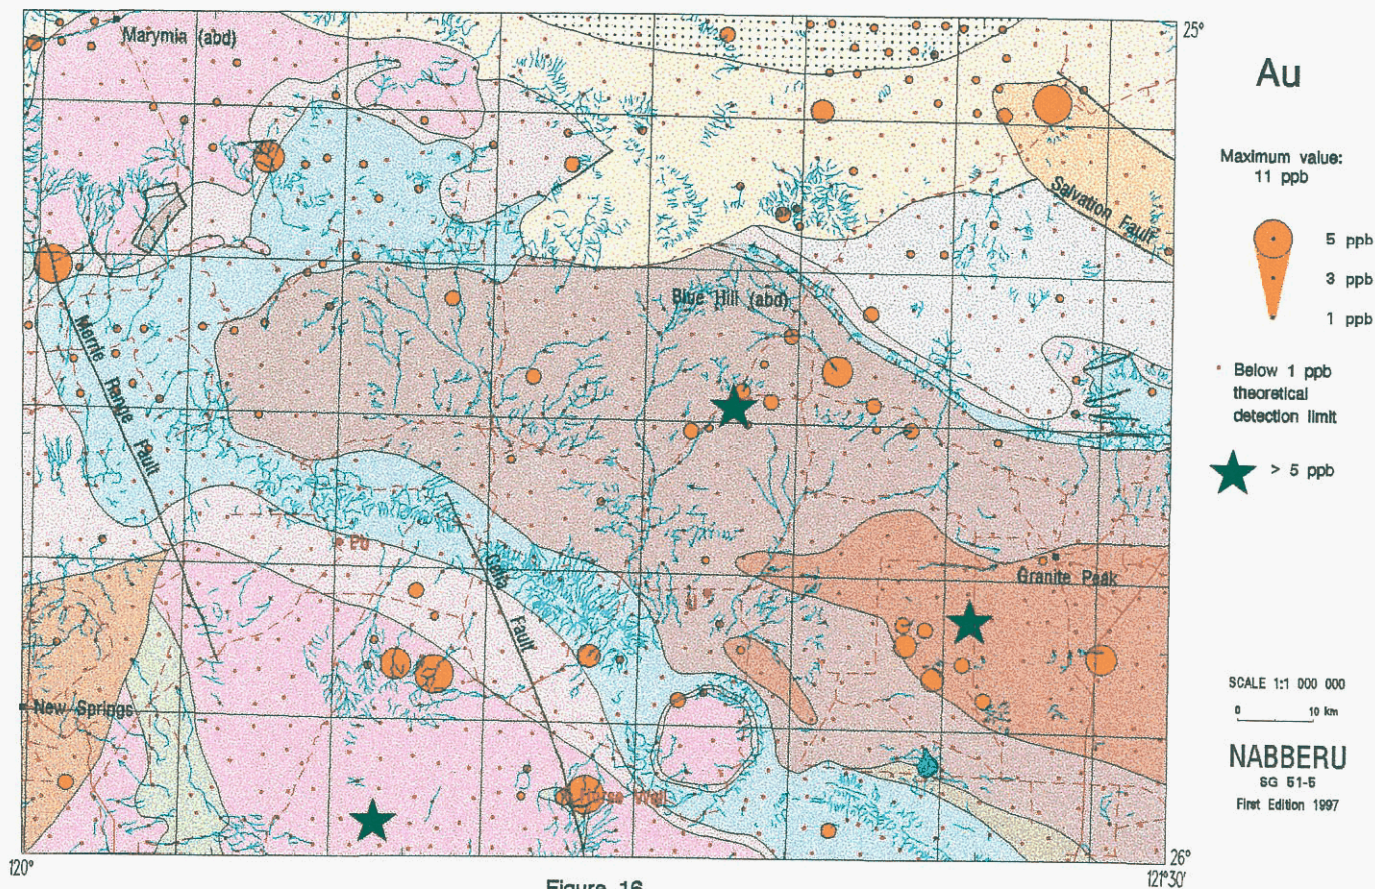 Marymia (abd)
25°
Au
Maximum value:
11 ppb
5 ppb
3 ppb
1 ppb
Below 1 ppb
theoretical
detection limit
> 5 ppb
Salvation Fault
Blue Hill (abd)
Merrie Range Fault
PU
Fault
U
Granite Peak
New Springs
SCALE 1:1 000 000
0 10 km
NABBERU
SG 51-5
First Edition 1997
120°
26°
121°30'
Figure 16